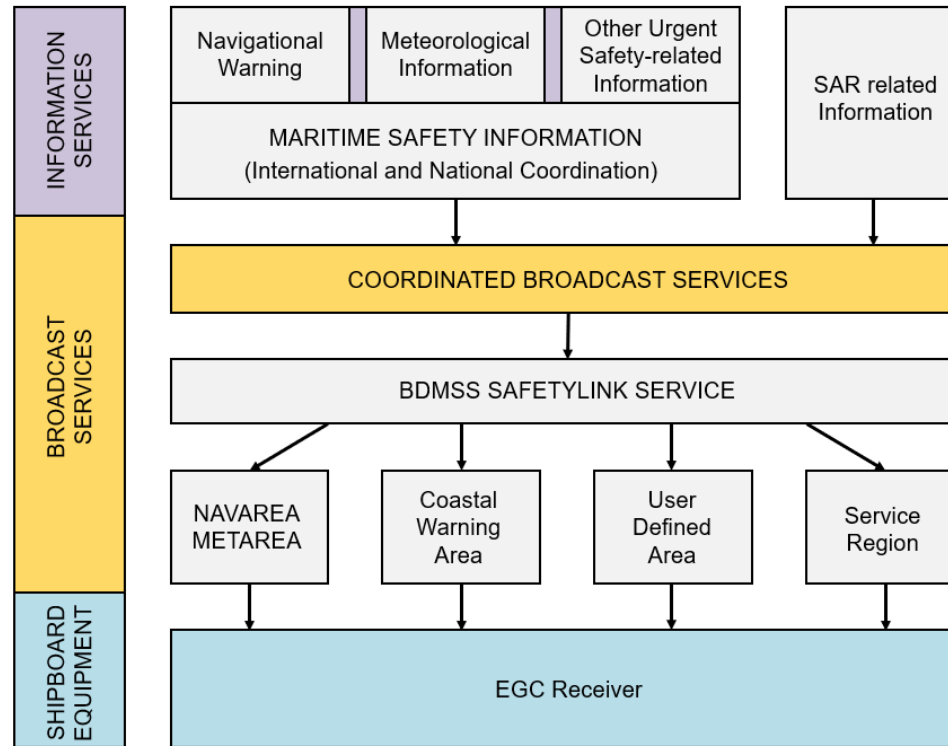 INFORMATION
SERVICES
Navigational
Warning
Meteorological
Information
Other Urgent
Safety-related
Information
SAR related
Information
MARITIME SAFETY INFORMATION
(International and National Coordination)
BROADCAST
SERVICES
COORDINATED BROADCAST SERVICES
BDMSS SAFETYLINK SERVICE
NAVAREA
METAREA
Coastal
Warning
Area
User
Defined
Area
Service
Region
SHIPBOARD
EQUIPMENT
EGC Receiver